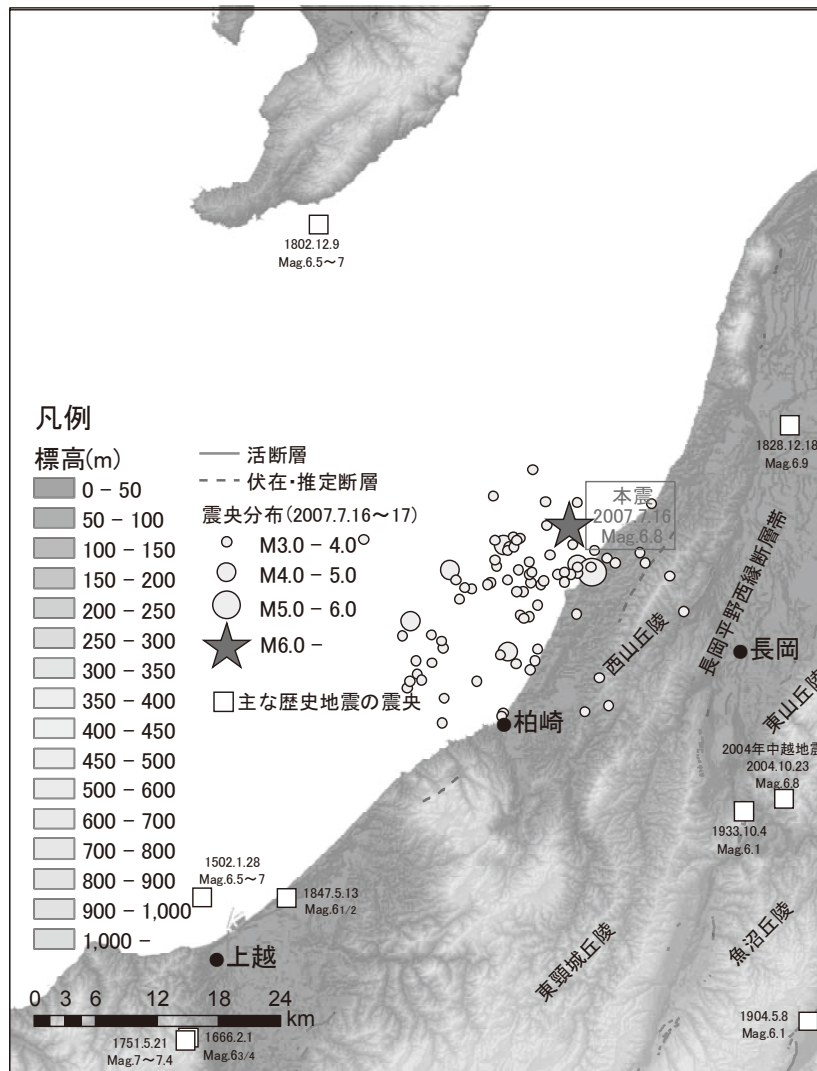 1802.12.9
Mag.6.5～7
凡例
標高(m)
0 – 50
50 – 100
100 – 150
150 – 200
200 – 250
250 – 300
300 – 350
350 – 400
400 – 450
450 – 500
500 – 600
600 – 700
700 – 800
800 – 900
900 – 1,000
1,000 –
活断層
伏在・推定断層
震央分布(2007.7.16～17)
M3.0 – 4.0
M4.0 – 5.0
M5.0 – 6.0
M6.0 –
主な歴史地震の震央
本震
2007.7.16
Mag.6.8
1828.12.18
Mag.6.9
長岡平野西縁断層帯
西山丘陵
長岡
東山丘陵
柏崎
2004年中越地震
2004.10.23
Mag.6.8
1933.10.4
Mag.6.1
1502.1.28
Mag.6.5～7
1847.5.13
Mag.61/2
上越
東頸城丘陵
魚沼丘陵
0 3 6 12 18 24
km
1751.5.21
Mag.7～7.4
1666.2.1
Mag.63/4
1904.5.8
Mag.6.1